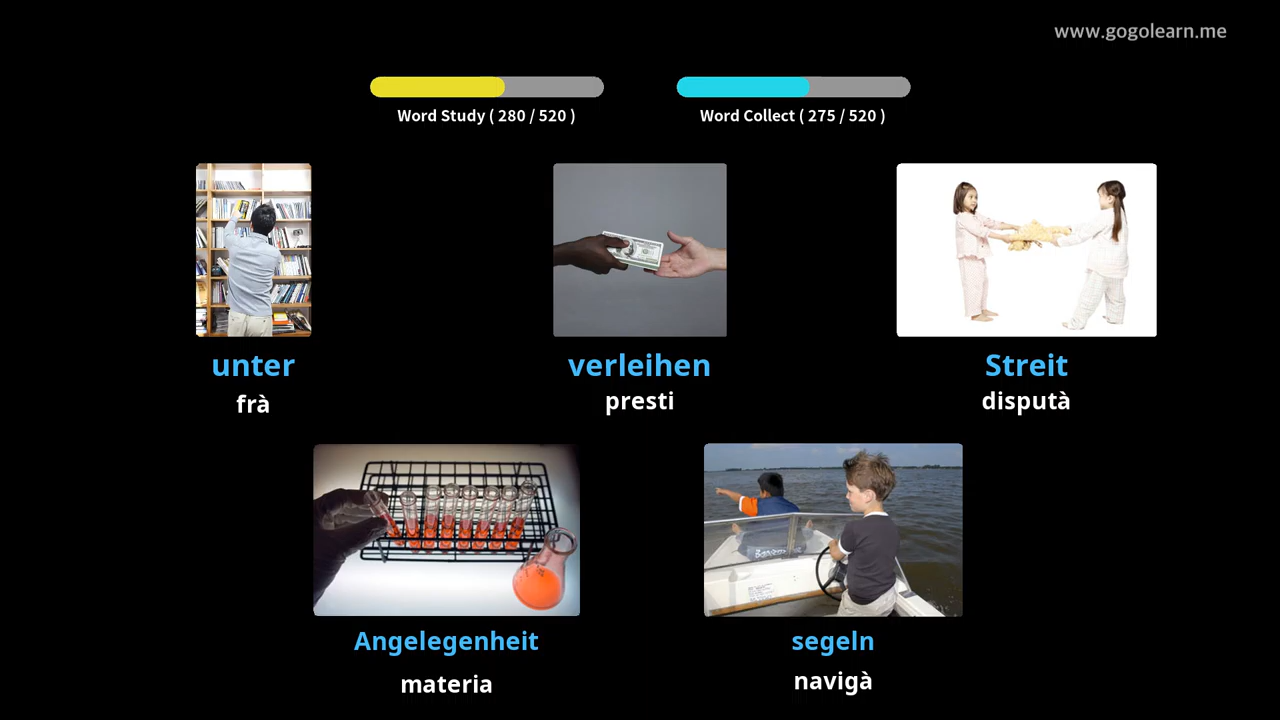 www.gogolearn.me
Word Study ( 280 / 520 )
Word Collect ( 275 / 520 )
unter
frà
verleihen
presti
Streit
disputà
Angelegenheit
materia
segeln
navigà